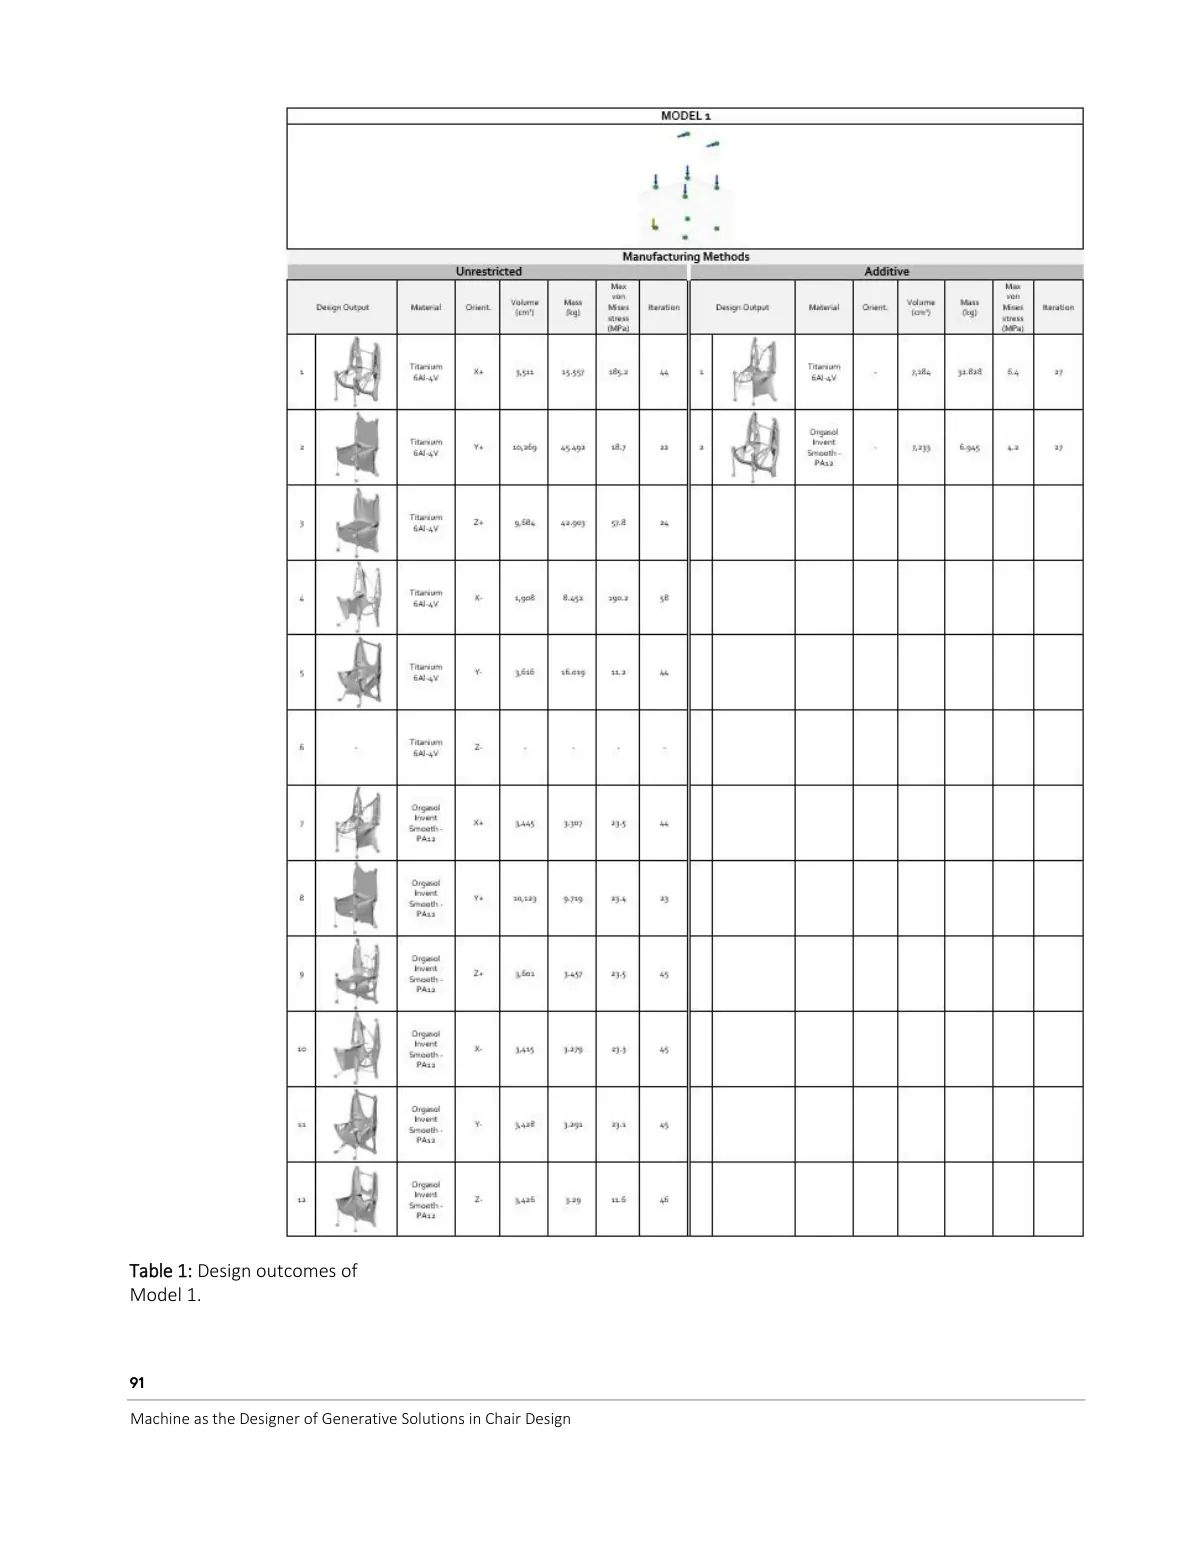 MODEL 1
Manufacturing Methods
Unrestricted Additive
Design Output Material Orient. Volume (cm³) Mass (kg) Max von Mises stress (MPa) Iteration Design Output Material Orient. Volume (cm³) Mass (kg) Max von Mises stress (MPa) Iteration
1 Titanium 6Al-4V X+ 3,511 15.557 185.2 44 1 Titanium 6Al-4V - 7,184 31.828 6.4 27
2 Titanium 6Al-4V Y+ 10,269 45.492 18.7 22 2 Orgasol Invent Smooth - PA12 - 7,233 6.945 4.2 27
3 Titanium 6Al-4V Z+ 9,684 42.903 57.8 24
4 Titanium 6Al-4V X- 1,908 8.452 190.2 58
5 Titanium 6Al-4V Y- 3,616 16.019 11.2 44
6 - Titanium 6Al-4V Z- - - - -
7 Orgasol Invent Smooth - PA12 X+ 3,445 3.307 23.5 44
8 Orgasol Invent Smooth - PA12 Y+ 10,123 9.719 23.4 23
9 Orgasol Invent Smooth - PA12 Z+ 3,601 3.457 23.5 45
10 Orgasol Invent Smooth - PA12 X- 3,415 3.279 23.3 45
11 Orgasol Invent Smooth - PA12 Y- 3,428 3.291 23.1 45
12 Orgasol Invent Smooth - PA12 Z- 3,426 3.29 11.6 46
Table 1: Design outcomes of
Model 1.
91
Machine as the Designer of Generative Solutions in Chair Design